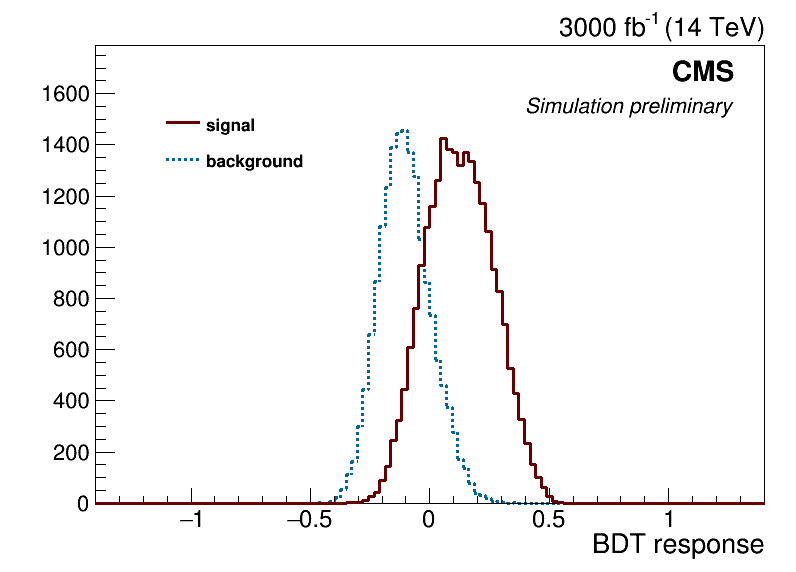 3000 fb-1 (14 TeV)
CMS
Simulation preliminary
signal
background
1600
1400
1200
1000
800
600
400
200
0
−1 −0.5 0 0.5 1
BDT response